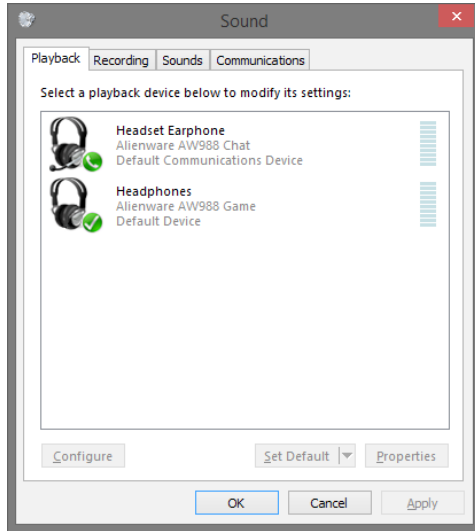 Sound
Playback Recording Sounds Communications
Select a playback device below to modify its settings:
Headset Earphone
Alienware AW988 Chat
Default Communications Device
Headphones
Alienware AW988 Game
Default Device
Configure Set Default Properties
OK Cancel Apply